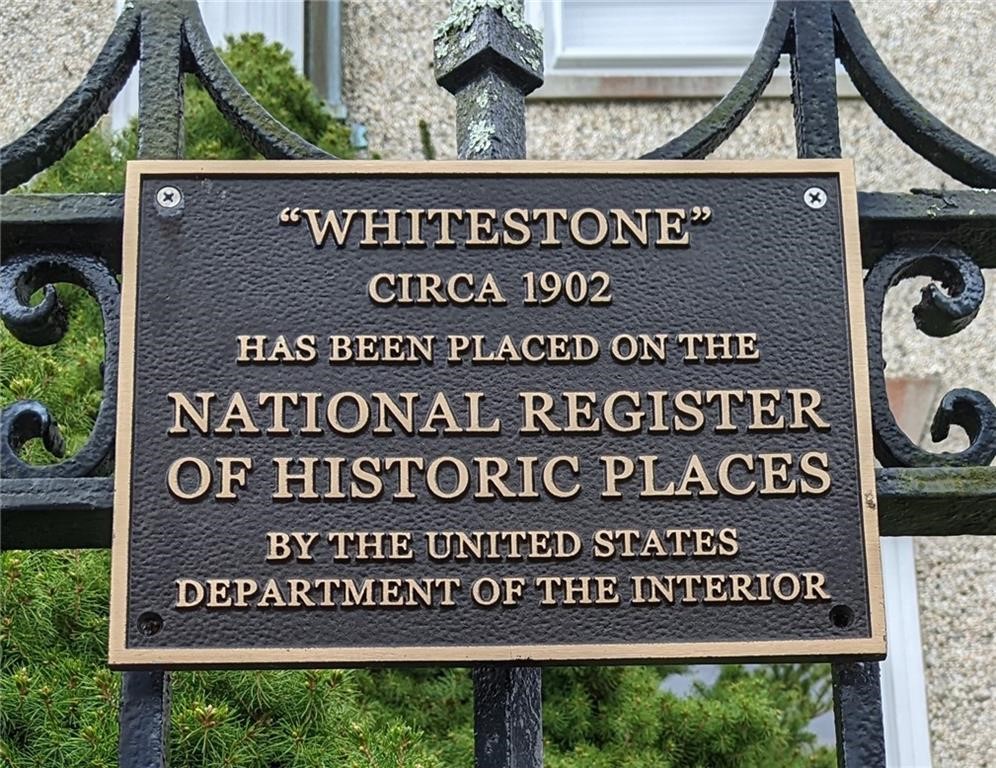 “WHITESTONE”
CIRCA 1902
HAS BEEN PLACED ON THE
NATIONAL REGISTER
OF HISTORIC PLACES
BY THE UNITED STATES
DEPARTMENT OF THE INTERIOR